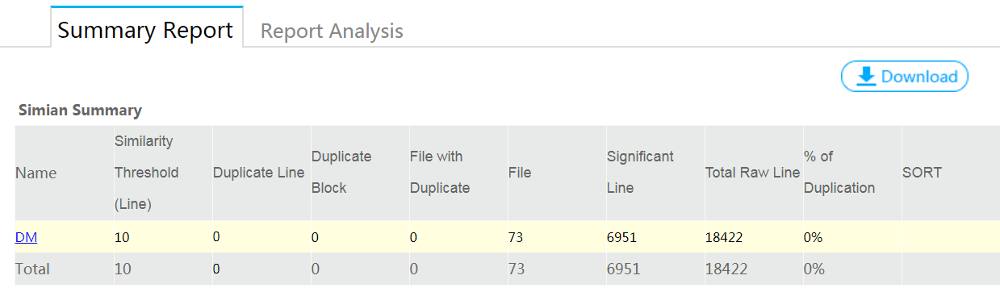 Summary Report Report Analysis
Download
Simian Summary
Name Similarity Threshold (Line) Duplicate Line Duplicate Block File with Duplicate File Significant Line Total Raw Line % of Duplication SORT
DM 10 0 0 0 73 6951 18422 0%
Total 10 0 0 0 73 6951 18422 0%